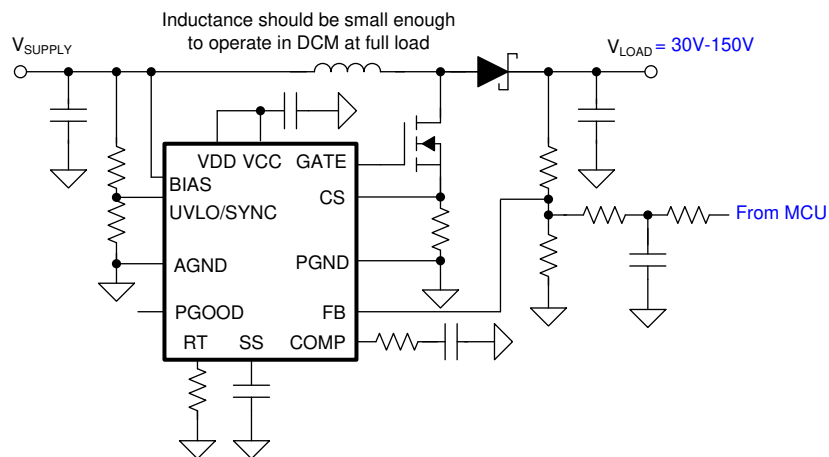 Inductance should be small enough
to operate in DCM at full load
VSUPPLY
VLOAD = 30V-150V
VDD VCC GATE
BIAS
CS
UVLO/SYNC
From MCU
AGND
PGND
PGOOD
FB
RT SS COMP